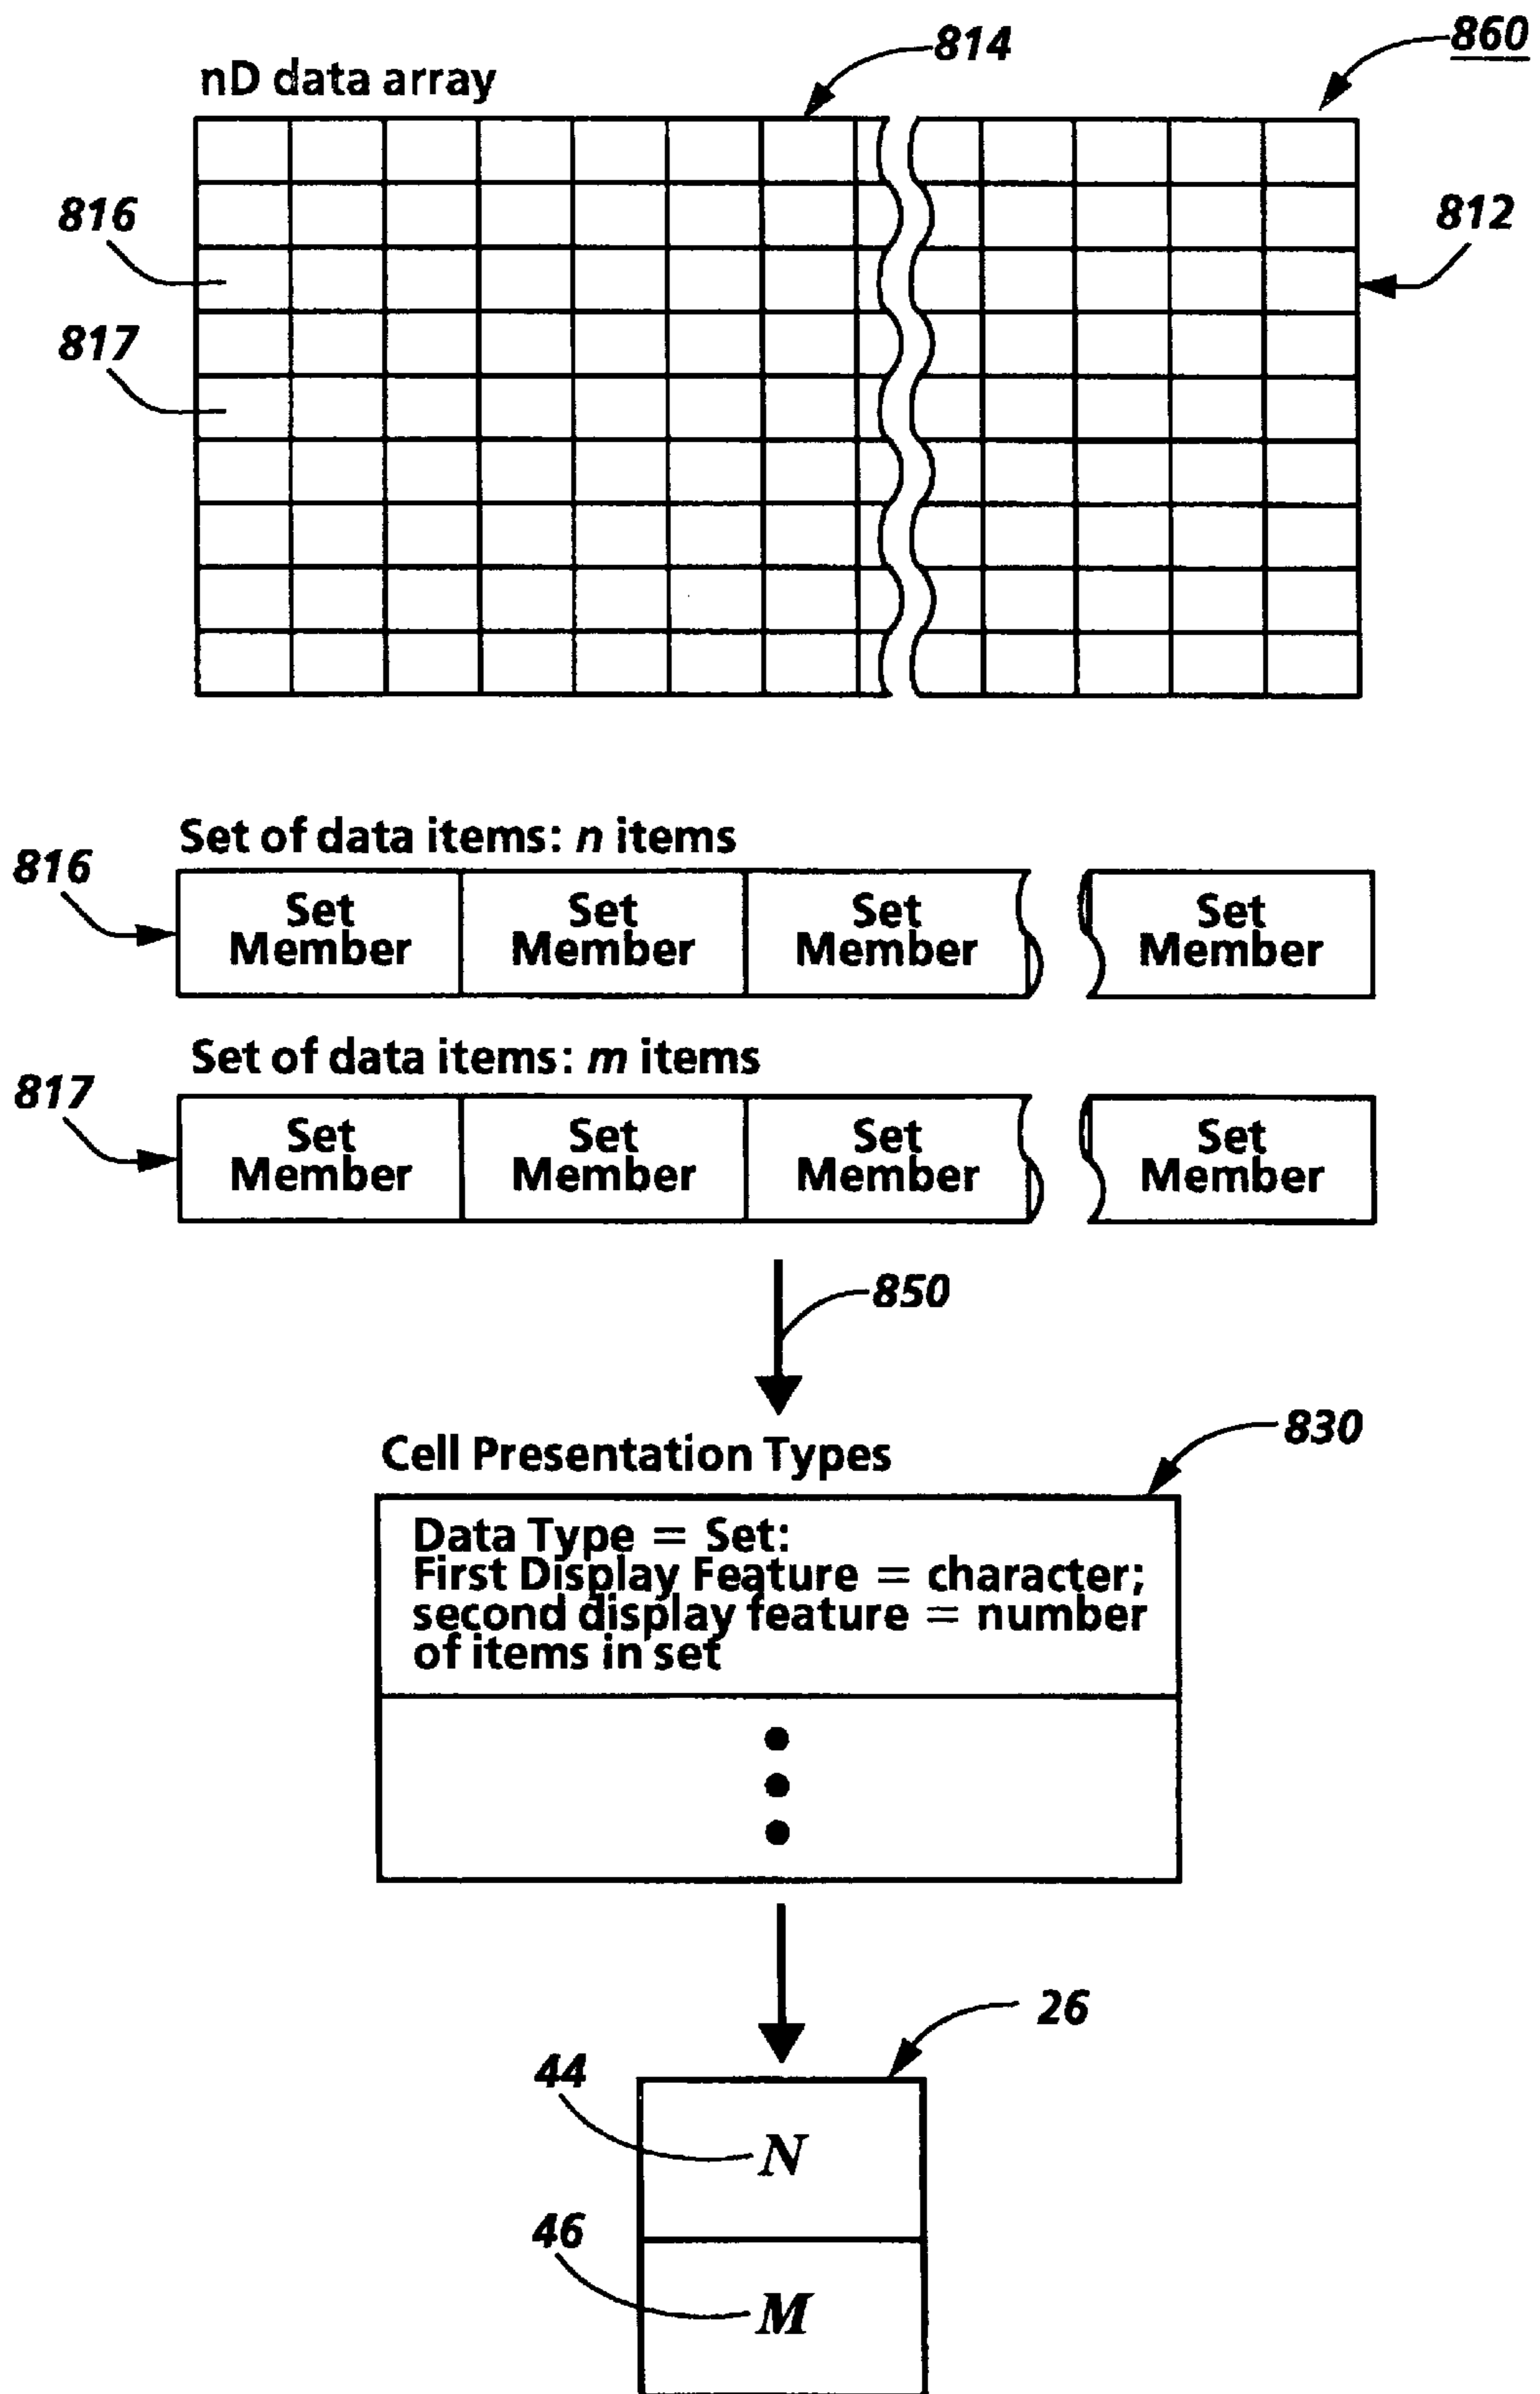 814
860
nD data array
816
812
817
Set of data items: n items
816
Set
Member
Set
Member
Set
Member
Set
Member
Set of data items: m items
817
Set
Member
Set
Member
Set
Member
Set
Member
850
830
Cell Presentation Types
Data Type = Set:
First Display Feature = character;
second display feature = number
of items in set
26
44
N
46
M